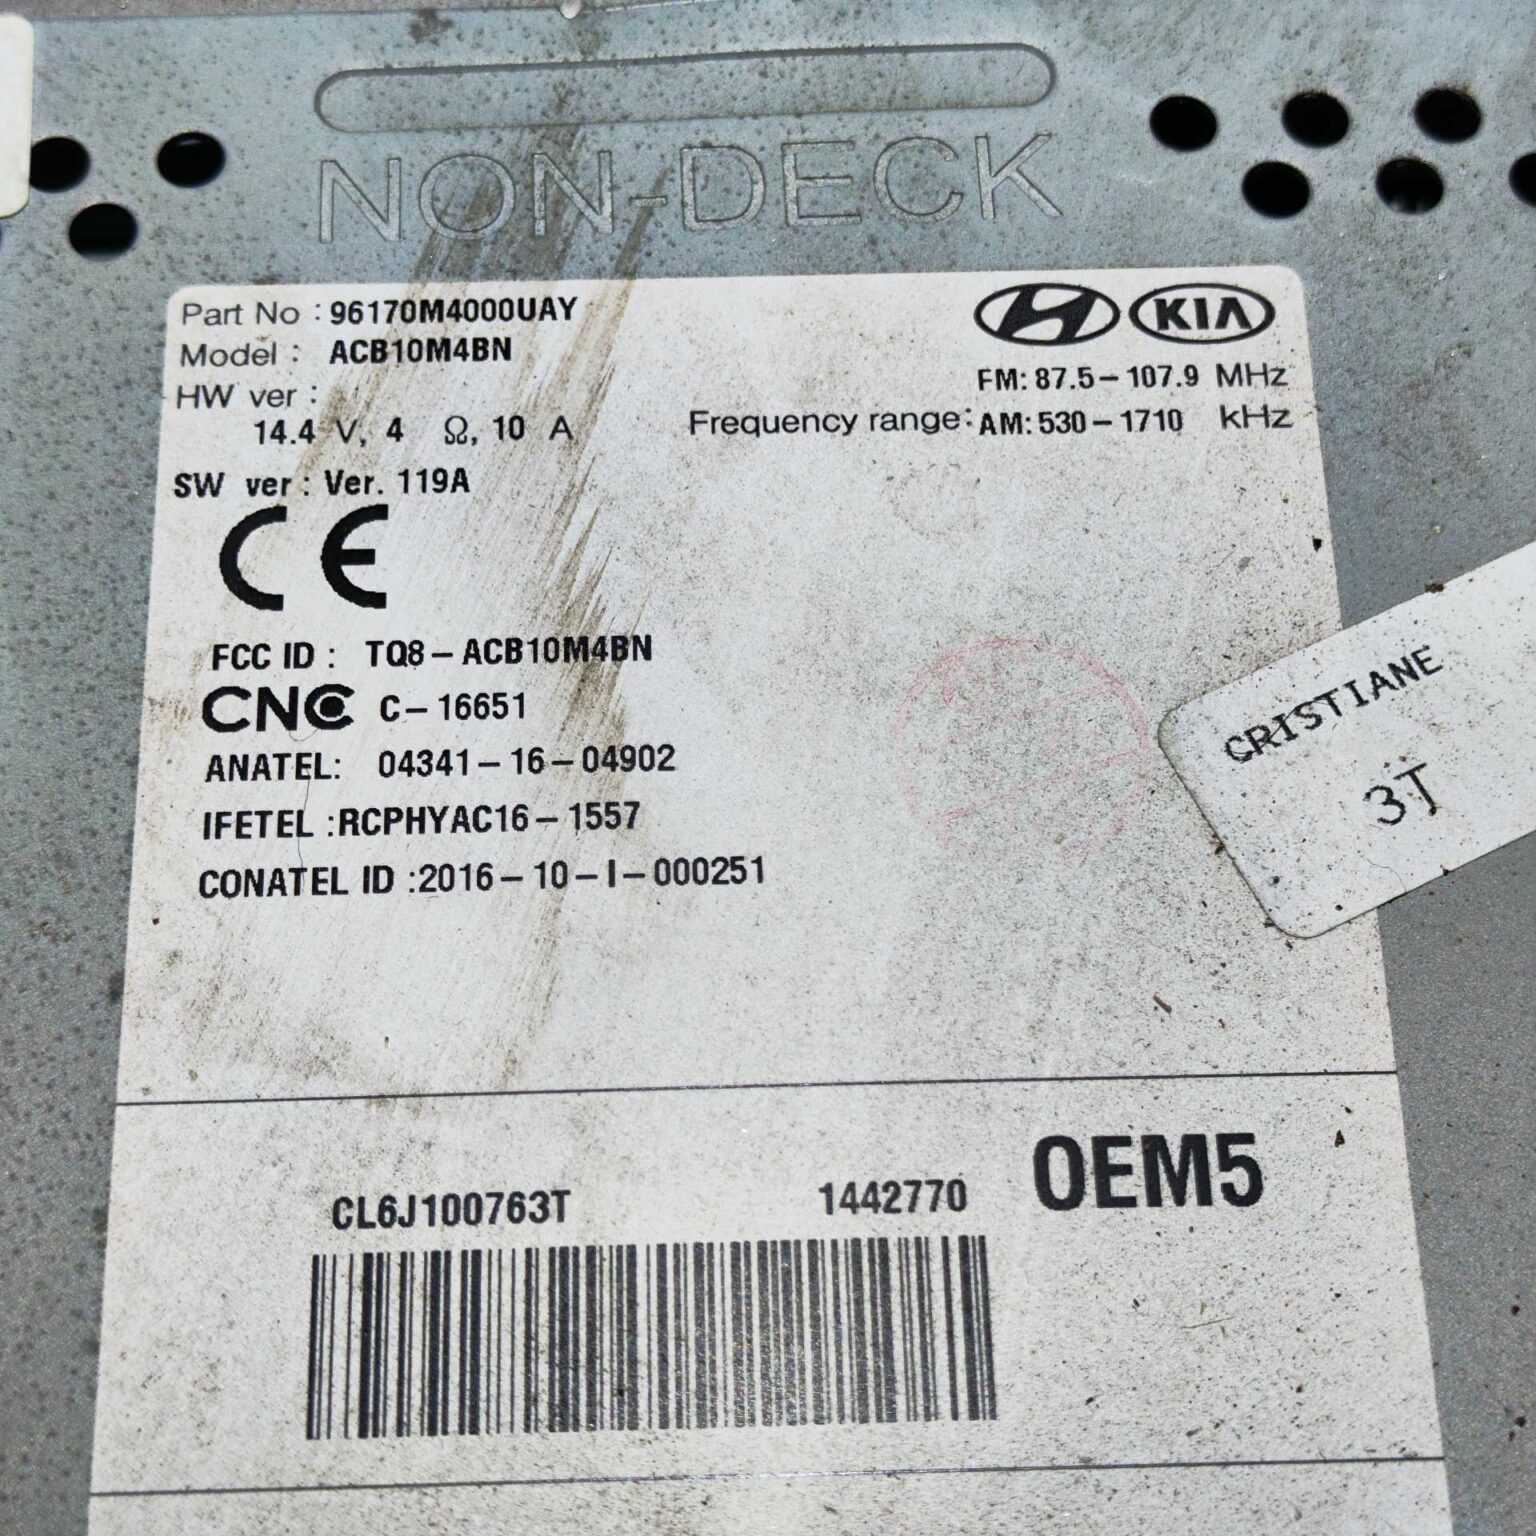 NON-DECK
Part No : 96170M4000UAY
KIA
Model : ACB10M4BN
HW ver :
FM: 87.5-107.9 MHz
14.4 V, 4 Ω, 10 A
Frequency range: AM: 530-1710 kHz
SW ver : Ver. 119A
CE
FCC ID : TQ8-ACB10M4BN
CNC C-16651
ANATEL: 04341-16-04902
IFETEL :RCPHYAC16-1557
CONATEL ID :2016-10-I-000251
CRISTIANE
3T
CL6J100763T 1442770 OEM5